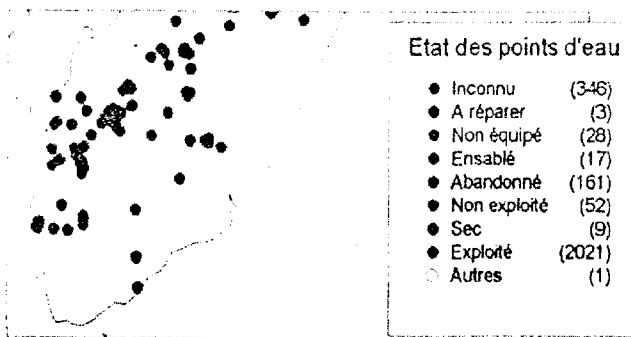 Etat des points d'eau
Inconnu (346)
A réparer (3)
Non équipé (28)
Ensablé (17)
Abandonné (161)
Non exploité (52)
Sec (9)
Exploité (2021)
Autres (1)